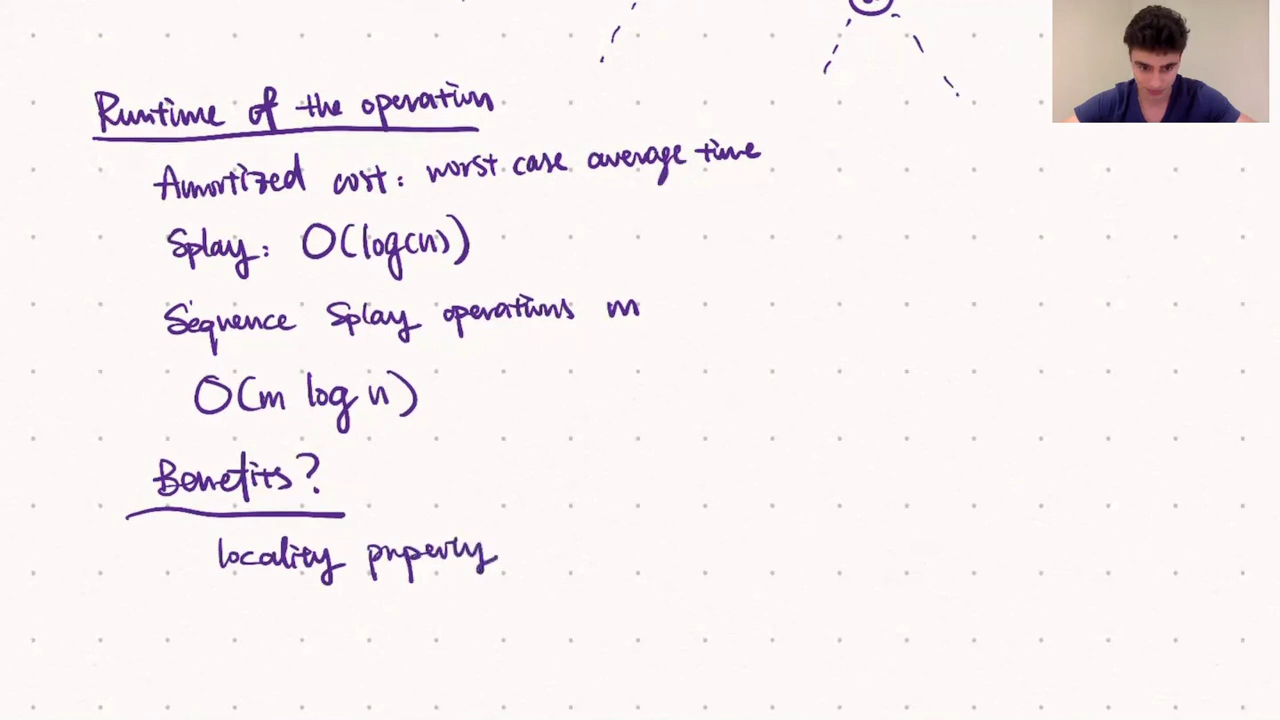 Runtime of the operation
Amortized cost: worst case average time
Splay: O(log(n))
Sequence Splay operations m
O(m log n)
Benefits?
locality property